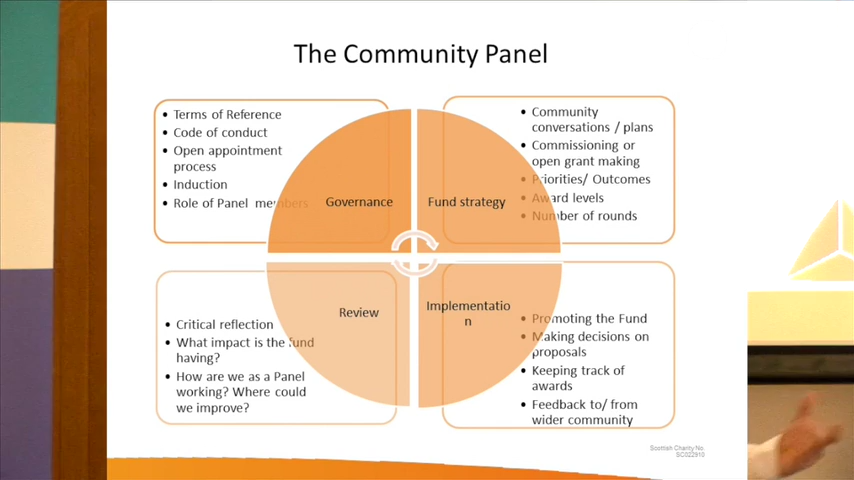 The Community Panel
• Terms of Reference
• Code of conduct
• Open appointment
process
• Induction
• Role of Panel members
Governance
Fund strategy
• Community
conversations / plans
• Commissioning or
open grant making
• Priorities/ Outcomes
• Award levels
• Number of rounds
Review
• Critical reflection
• What impact is the fund
having?
• How are we as a Panel
working? Where could
we improve?
Implementatio
n
• Promoting the Fund
• Making decisions on
proposals
• Keeping track of
awards
• Feedback to/ from
wider community
Scottish Charity No.
SC022910